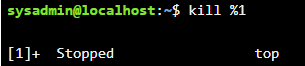 sysadmin@localhost:~$ kill %1
[1]+  Stopped                 top